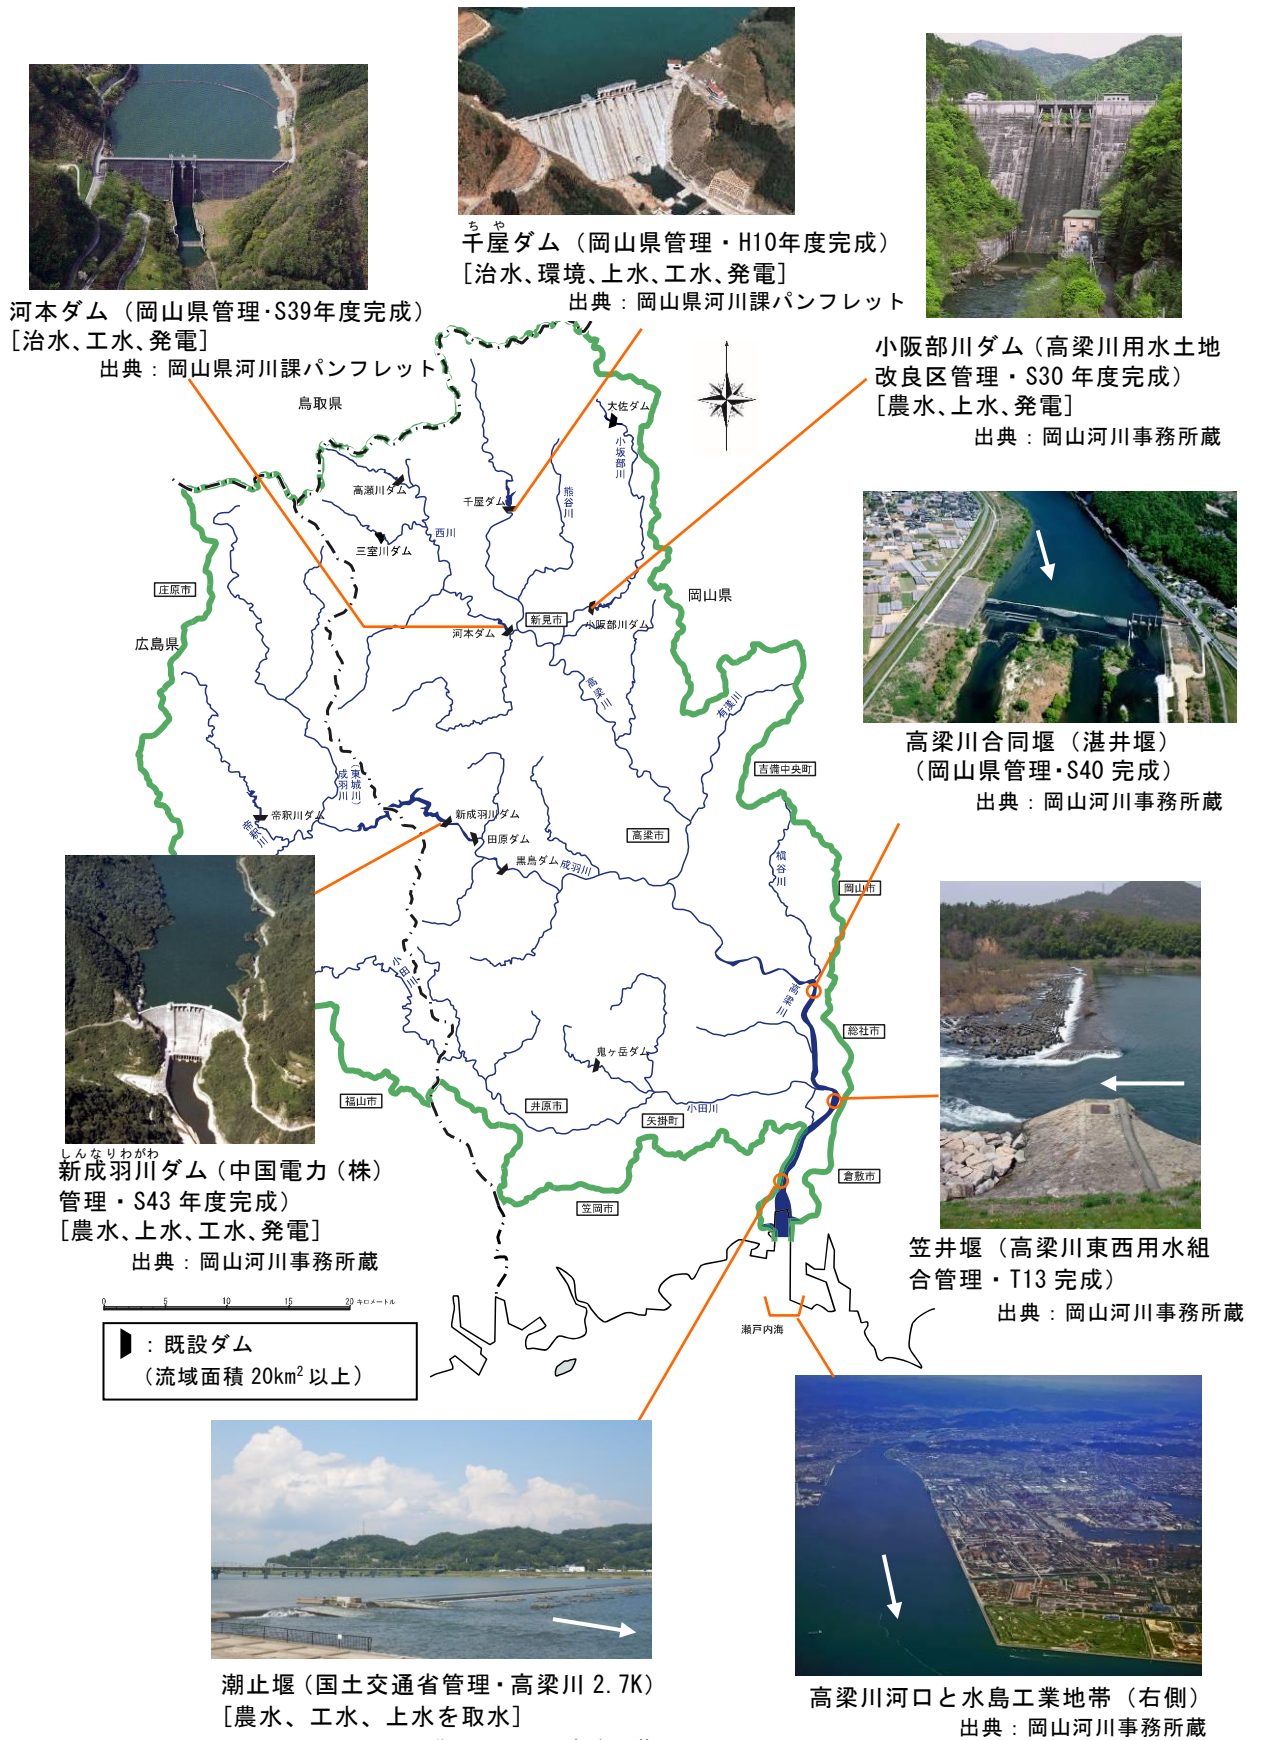 ちや
千屋ダム（岡山県管理・H10年度完成）
[治水、環境、上水、工水、発電]
出典：岡山県河川課パンフレット
河本ダム（岡山県管理・S39年度完成）
[治水、工水、発電]
出典：岡山県河川課パンフレット
小阪部川ダム（高梁川用水土地
改良区管理・S30 年度完成）
[農水、上水、発電]
出典：岡山河川事務所蔵
鳥取県
大佐ダム
小坂部川
高瀬川ダム
千屋ダム
熊谷川
西川
三室川ダム
庄原市
岡山県
新見市
小阪部川ダム
河本ダム
広島県
高梁川
有漢川
高梁川合同堰（湛井堰）
（岡山県管理・S40 完成）
出典：岡山河川事務所蔵
吉備中央町
成羽川
（東城川）
帝釈川ダム
帝釈川
新成羽川ダム
田原ダム
高梁市
黒鳥ダム
成羽川
槇谷川
岡山市
小田川
高梁川
総社市
鬼ヶ岳ダム
福山市
井原市
矢掛町
小田川
倉敷市
笠岡市
しんなりわがわ
新成羽川ダム（中国電力（株）
管理・S43 年度完成）
[農水、上水、工水、発電]
出典：岡山河川事務所蔵
笠井堰（高梁川東西用水組
合管理・T13 完成）
出典：岡山河川事務所蔵
0 5 10 15 20 キロメートル
瀬戸内海
：既設ダム
（流域面積 20km² 以上）
潮止堰（国土交通省管理・高梁川 2.7K）
[農水、工水、上水を取水]
高梁川河口と水島工業地帯（右側）
出典：岡山河川事務所蔵